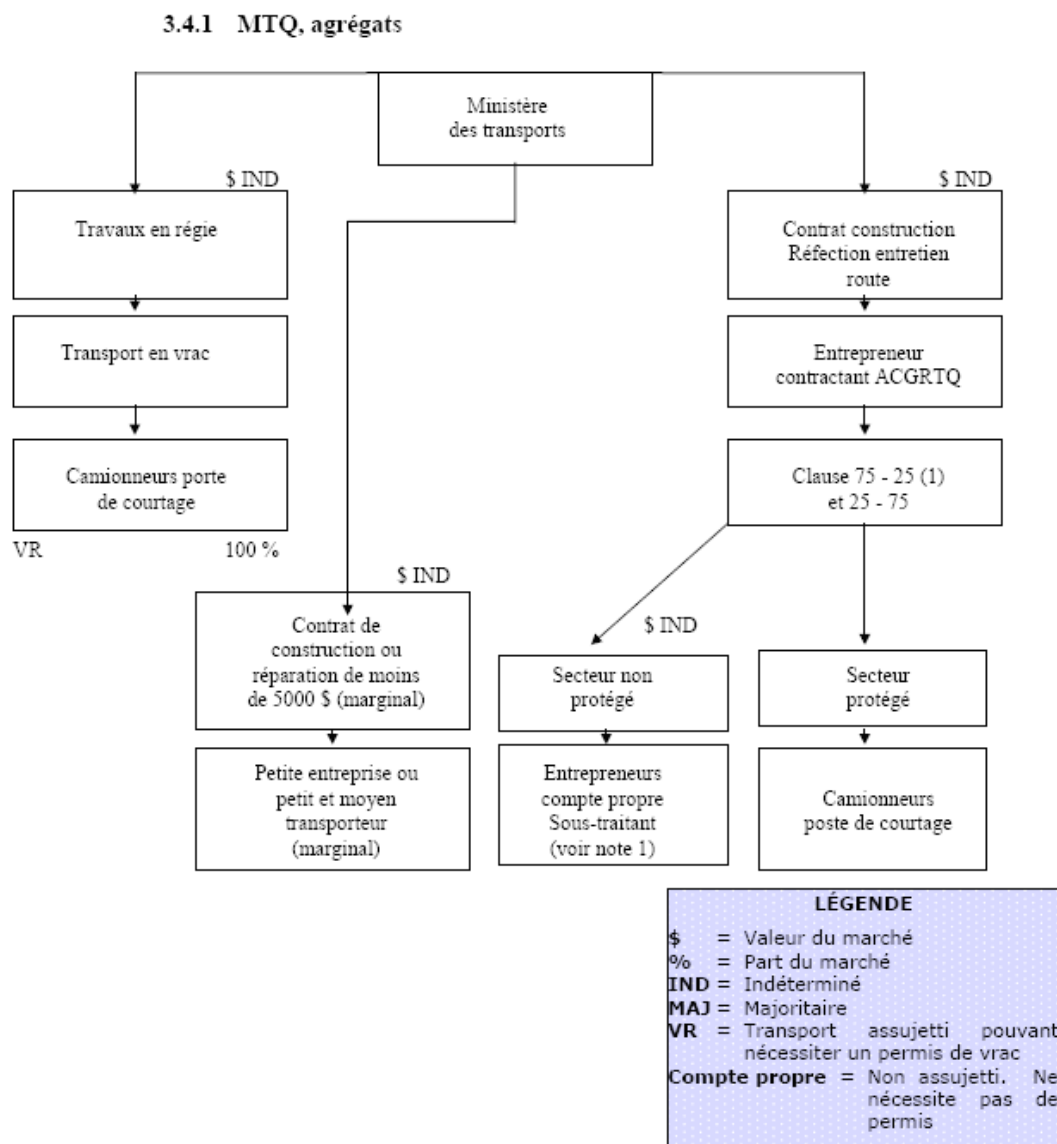 3.4.1 MTQ, agrégats
Ministère
des transports
$ IND
Travaux en régie
Transport en vrac
Camionneurs porte
de courtage
VR 100 %
$ IND
Contrat de
construction ou
réparation de moins
de 5000 $ (marginal)
Petite entreprise ou
petit et moyen
transporteur
(marginal)
$ IND
Contrat construction
Réfection entretien
route
Entrepreneur
contractant ACGRTQ
Clause 75 - 25 (1)
et 25 - 75
$ IND
Secteur non
protégé
Entrepreneurs
compte propre
Sous-traitant
(voir note 1)
Secteur
protégé
Camionneurs
poste de courtage
LÉGENDE
$ = Valeur du marché
% = Part du marché
IND = Indéterminé
MAJ = Majoritaire
VR = Transport assujetti pouvant
nécessiter un permis de vrac
Compte propre = Non assujetti. Ne
nécessite pas de
permis